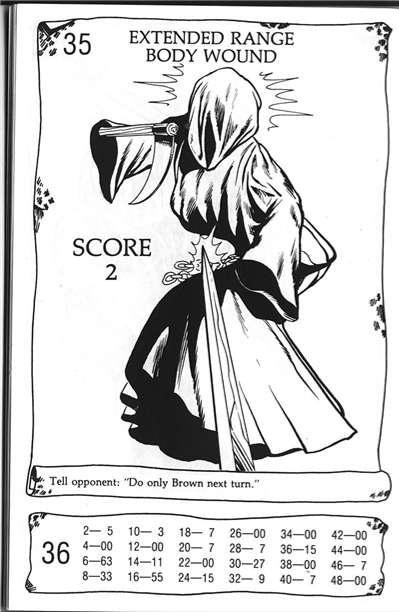 35
EXTENDED RANGE
BODY WOUND
SCORE
2
Tell opponent: "Do only Brown next turn."
36
2— 5 10— 3 18— 7 26—00 34—00 42—00
4—00 12—00 20— 7 28— 7 36—15 44—00
6—63 14—11 22—00 30—27 38—00 46— 7
8—33 16—55 24—15 32— 9 40— 7 48—00